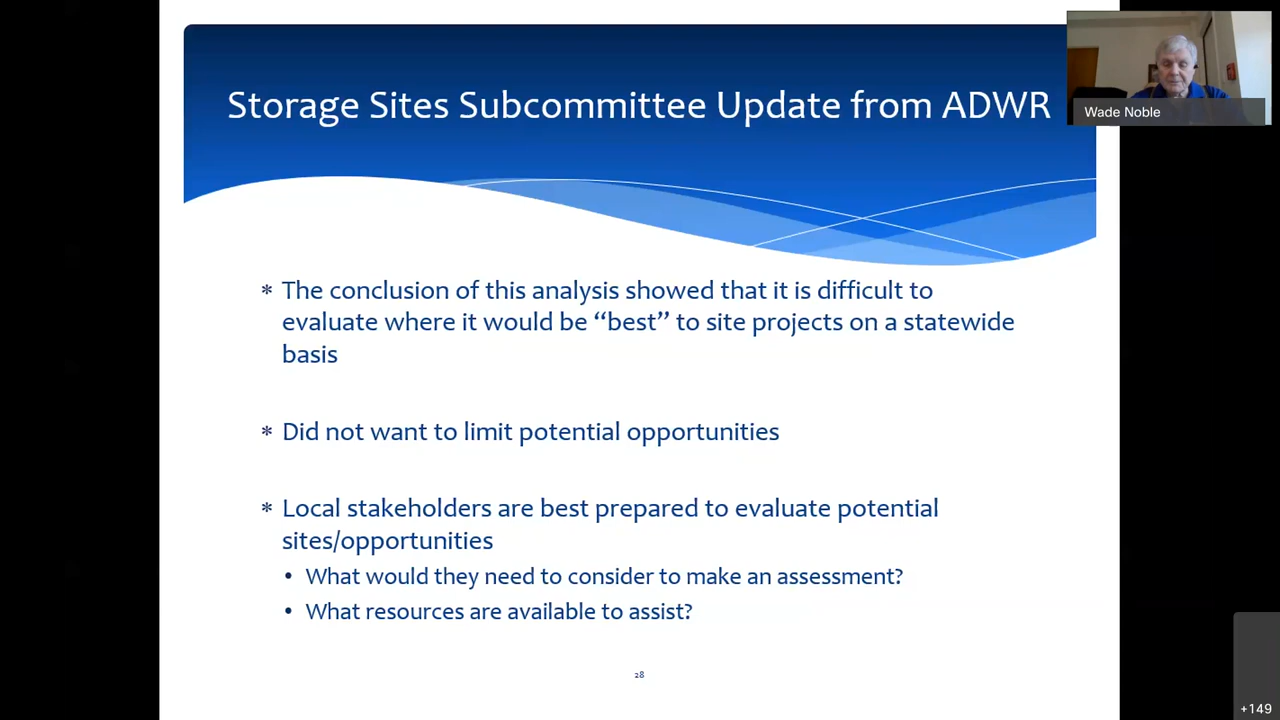 Storage Sites Subcommittee Update from ADWR
Wade Noble
* The conclusion of this analysis showed that it is difficult to
evaluate where it would be “best” to site projects on a statewide
basis
* Did not want to limit potential opportunities
* Local stakeholders are best prepared to evaluate potential
sites/opportunities
• What would they need to consider to make an assessment?
• What resources are available to assist?
28
+149